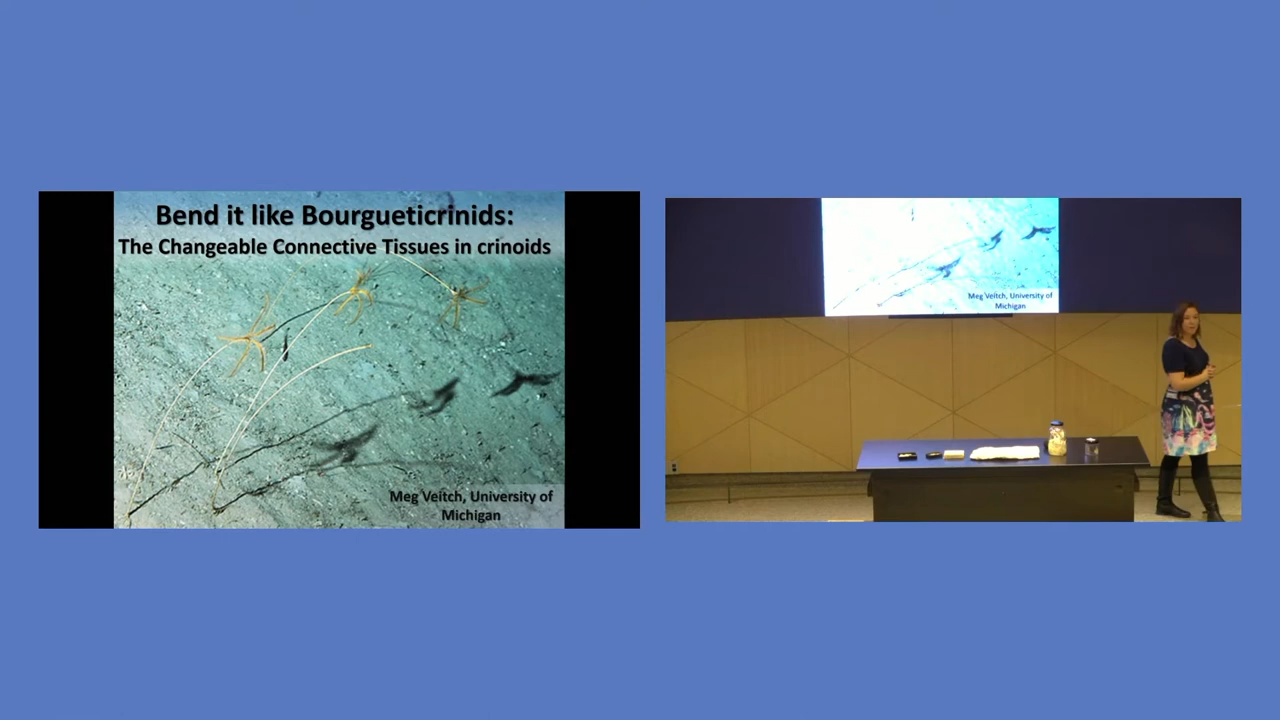 Bend it like Bourgueticrinids:
The Changeable Connective Tissues in crinoids
Meg Veitch, University of
Michigan
Meg Veitch, University of
Michigan